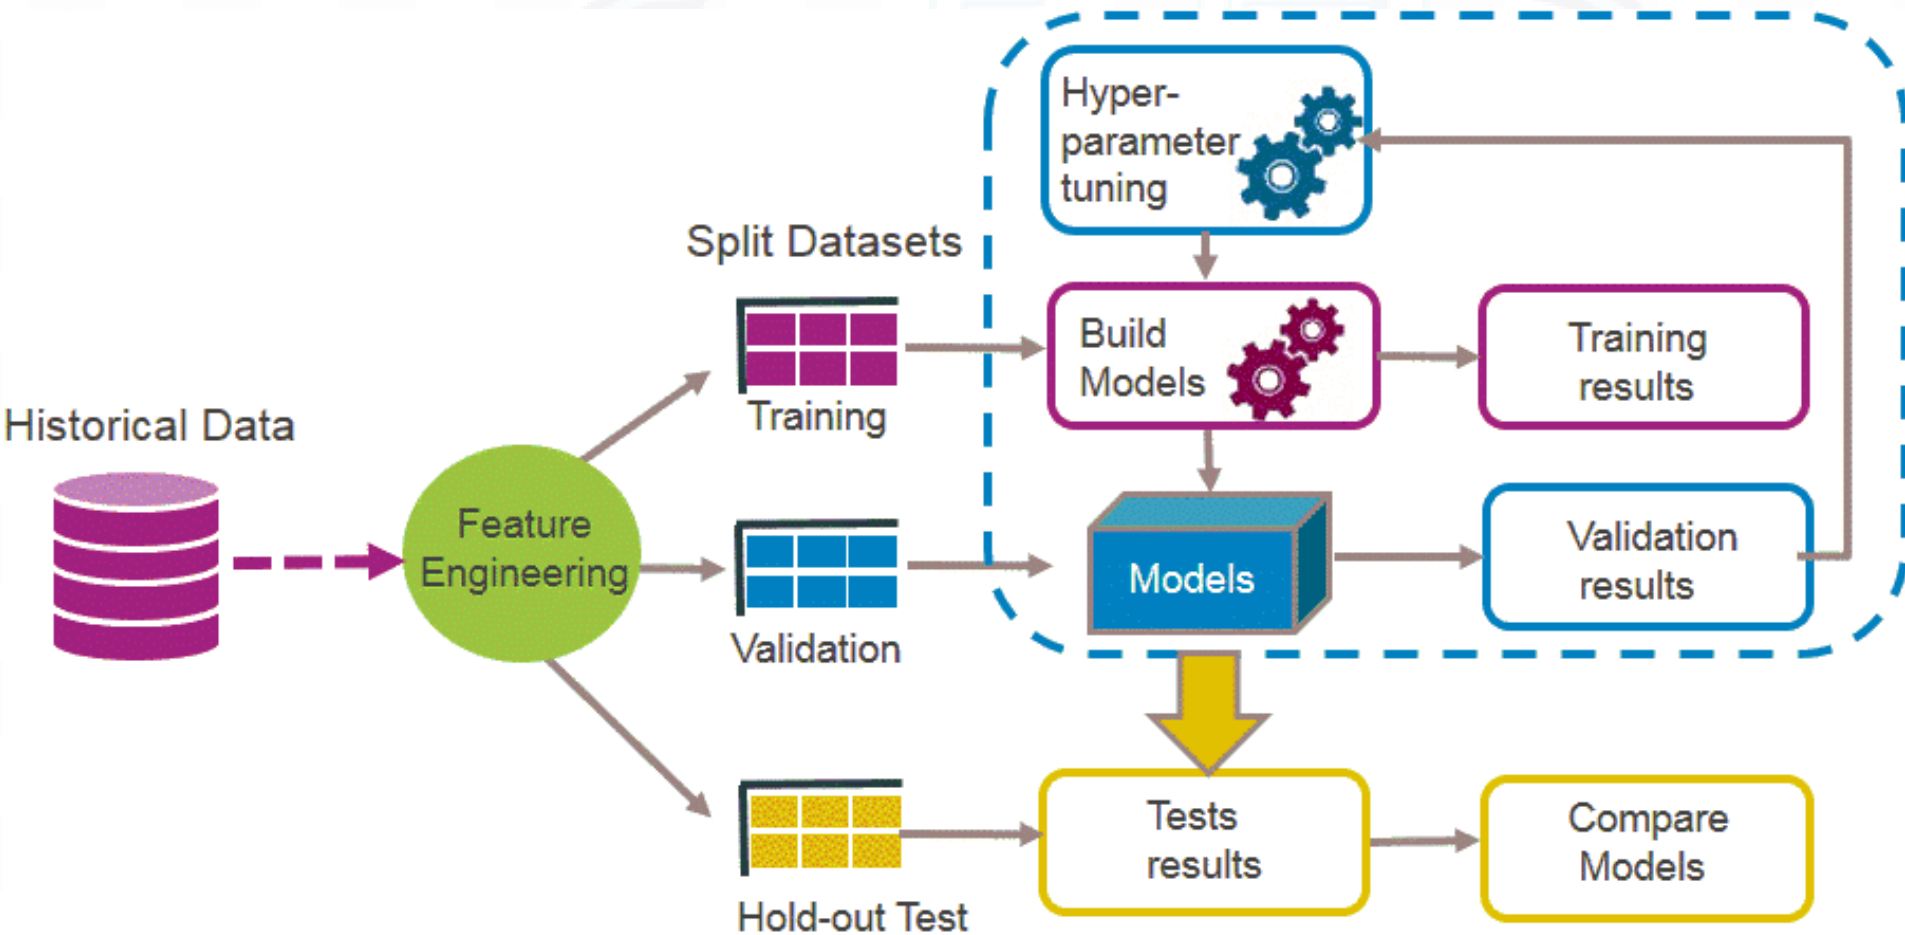 Historical Data
Feature
Engineering
Split Datasets
Training
Validation
Hold-out Test
Hyper-
parameter
tuning
Build
Models
Training
results
Models
Validation
results
Tests
results
Compare
Models